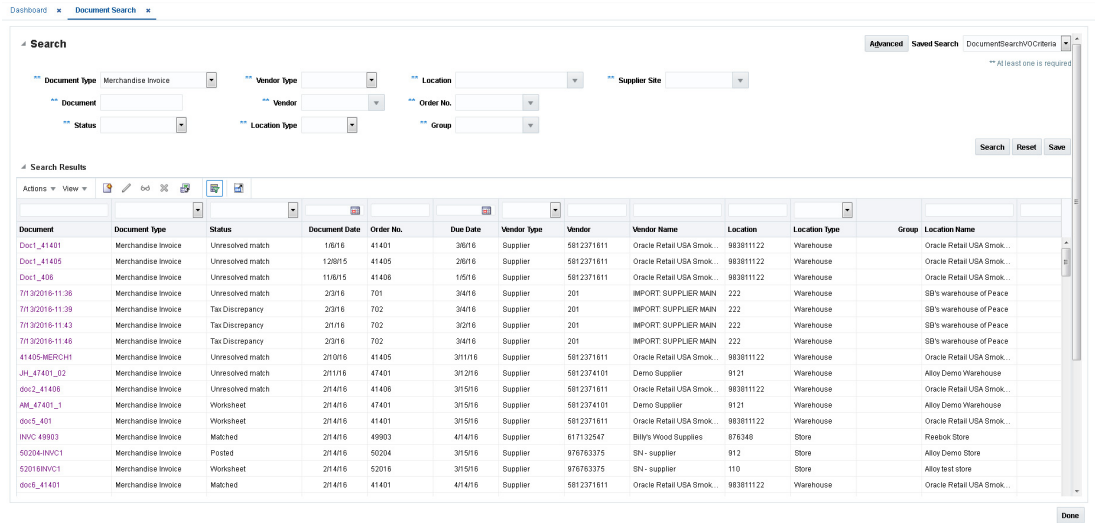 Dashboard × Document Search ×
Search Advanced Saved Search DocumentSearchVOCriteria
** At least one is required
** Document Type Merchandise Invoice ** Vendor Type ** Location ** Supplier Site
** Document ** Vendor ** Order No.
** Status ** Location Type ** Group
Search Reset Save
Search Results
Actions View
Document Document Type Status Document Date Order No. Due Date Vendor Type Vendor Vendor Name Location Location Type Group Location Name
Doc1_41401 Merchandise Invoice Unresolved match 1/6/16 41401 3/6/16 Supplier 5812371611 Oracle Retail USA Smok... 983811122 Warehouse Oracle Retail USA Smok...
Doc1_41405 Merchandise Invoice Unresolved match 12/8/15 41405 2/6/16 Supplier 5812371611 Oracle Retail USA Smok... 983811122 Warehouse Oracle Retail USA Smok...
Doc1_406 Merchandise Invoice Unresolved match 11/6/15 41406 1/5/16 Supplier 5812371611 Oracle Retail USA Smok... 983811122 Warehouse Oracle Retail USA Smok...
7/13/2016-11:36 Merchandise Invoice Unresolved match 2/3/16 701 3/4/16 Supplier 201 IMPORT: SUPPLIER MAIN 222 Warehouse SB's warehouse of Peace
7/13/2016-11:39 Merchandise Invoice Tax Discrepancy 2/3/16 702 3/4/16 Supplier 201 IMPORT: SUPPLIER MAIN 222 Warehouse SB's warehouse of Peace
7/13/2016-11:43 Merchandise Invoice Tax Discrepancy 2/1/16 702 3/2/16 Supplier 201 IMPORT: SUPPLIER MAIN 222 Warehouse SB's warehouse of Peace
7/13/2016-11:46 Merchandise Invoice Tax Discrepancy 2/3/16 702 3/4/16 Supplier 201 IMPORT: SUPPLIER MAIN 222 Warehouse SB's warehouse of Peace
41405-MERCH1 Merchandise Invoice Unresolved match 2/10/16 41405 3/11/16 Supplier 5812371611 Oracle Retail USA Smok... 983811122 Warehouse Oracle Retail USA Smok...
JH_47401_02 Merchandise Invoice Unresolved match 2/11/16 47401 3/12/16 Supplier 5812374101 Demo Supplier 9121 Warehouse Alloy Demo Warehouse
doc2_41406 Merchandise Invoice Unresolved match 2/14/16 41406 3/15/16 Supplier 5812371611 Oracle Retail USA Smok... 983811122 Warehouse Oracle Retail USA Smok...
AM_47401_1 Merchandise Invoice Worksheet 2/14/16 47401 3/15/16 Supplier 5812374101 Demo Supplier 9121 Warehouse Alloy Demo Warehouse
doc5_401 Merchandise Invoice Worksheet 2/14/16 41401 3/15/16 Supplier 5812371611 Oracle Retail USA Smok... 983811122 Warehouse Oracle Retail USA Smok...
INVC 49903 Merchandise Invoice Matched 2/14/16 49903 4/14/16 Supplier 617132547 Billy's Wood Supplies 876348 Store Reebok Store
50204-INVC1 Merchandise Invoice Posted 2/14/16 50204 3/15/16 Supplier 976763375 SN - supplier 912 Store Alloy Demo Store
52016INVC1 Merchandise Invoice Worksheet 2/14/16 52016 3/15/16 Supplier 976763375 SN - supplier 110 Store Alloy test store
doc6_41401 Merchandise Invoice Matched 2/14/16 41401 4/14/16 Supplier 5812371611 Oracle Retail USA Smok... 983811122 Warehouse Oracle Retail USA Smok...
Done